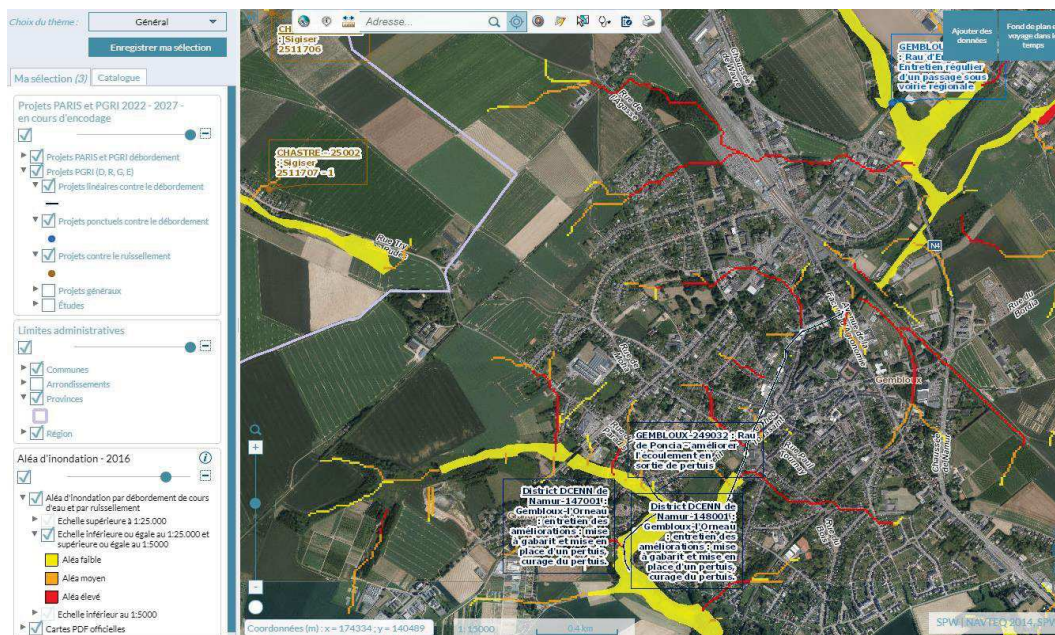 Choix du thème :
Général
Enregistrer ma sélection
Ma sélection (3)
Catalogue
Projets PARIS et PGRI 2022 - 2027 -
en cours d'encodage
Projets PARIS et PGRI débordement
Projets PGRI (D, R, G, E)
Projets linéaires contre le débordement
Projets ponctuels contre le débordement
Projets contre le ruissellement
Projets généraux
Études
Limites administratives
Communes
Arrondissements
Provinces
Région
Aléa d'inondation - 2016
Aléa d'inondation par débordement de cours
d'eau et par ruissellement
Echelle supérieure à 1:25.000
Echelle inférieure ou égale au 1:25.000 et
supérieure ou égale au 1:5000
Aléa faible
Aléa moyen
Aléa élevé
Echelle inférieur au 1:5000
Cartes PDF officielles
Adresse...
Ajouter des
données
Fond de plan
voyage dans le
temps
: Sigiser
2511706
CHASTRE - 25002
: Sigiser
2511707 - 1
Entretien régulier
d'un passage sous
voirie régionale
N4
Rue du
Bordia
Gembloux
Chaussée
de Namur
GEMBLOUX-249032 : Rau
de Poncia - améliorer
l'écoulement en
sortie de pertuis
District DCENN de
Namur-147001 :
Gembloux-l'Orneau
: entretien des
améliorations : mise
à gabarit et mise en
place d'un pertuis,
curage du pertuis.
District DCENN de
Namur-148001 :
Gembloux-l'Orneau
: entretien des
améliorations : mise
à gabarit et mise en
place d'un pertuis,
curage du pertuis.
Coordonnées (m) : x = 174334 ; y = 140489
1: 15000
0.4 km
SPW | NAVTEQ 2014, SPW